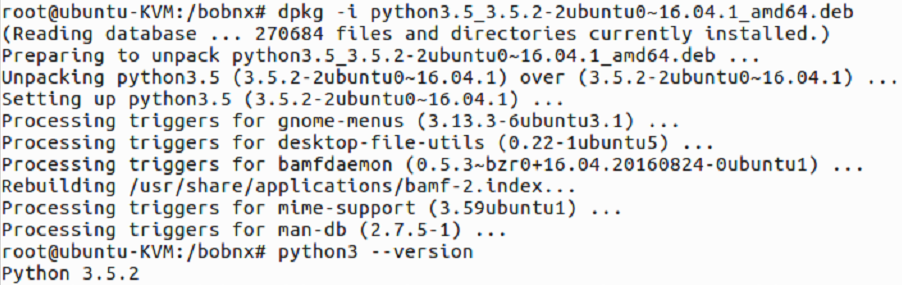 root@ubuntu-KVM:/bobnx# dpkg -i python3.5_3.5.2-2ubuntu0~16.04.1_amd64.deb
(Reading database ... 270684 files and directories currently installed.)
Preparing to unpack python3.5_3.5.2-2ubuntu0~16.04.1_amd64.deb ...
Unpacking python3.5 (3.5.2-2ubuntu0~16.04.1) over (3.5.2-2ubuntu0~16.04.1) ...
Setting up python3.5 (3.5.2-2ubuntu0~16.04.1) ...
Processing triggers for gnome-menus (3.13.3-6ubuntu3.1) ...
Processing triggers for desktop-file-utils (0.22-1ubuntu5) ...
Processing triggers for bamfdaemon (0.5.3~bzr0+16.04.20160824-0ubuntu1) ...
Rebuilding /usr/share/applications/bamf-2.index...
Processing triggers for mime-support (3.59ubuntu1) ...
Processing triggers for man-db (2.7.5-1) ...
root@ubuntu-KVM:/bobnx# python3 --version
Python 3.5.2